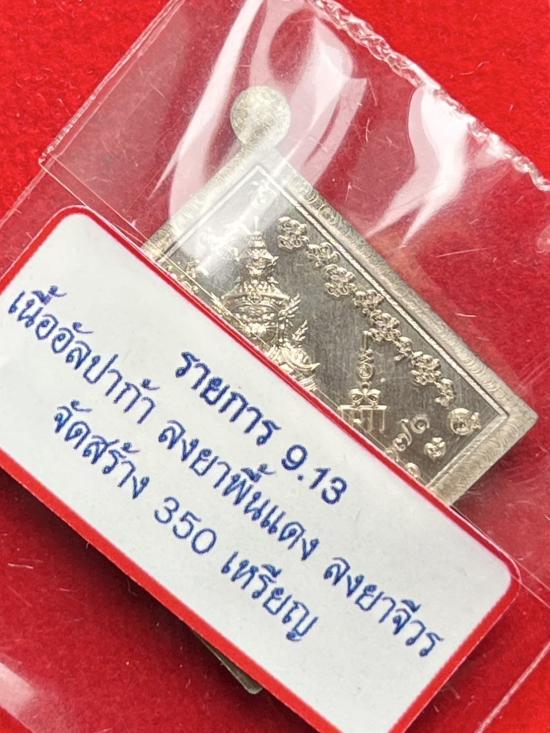 รายการ 9.13
เนื้ออัลปาก้า ลงยาพื้นแดง ลงยาจีวร
จัดสร้าง 350 เหรียญ